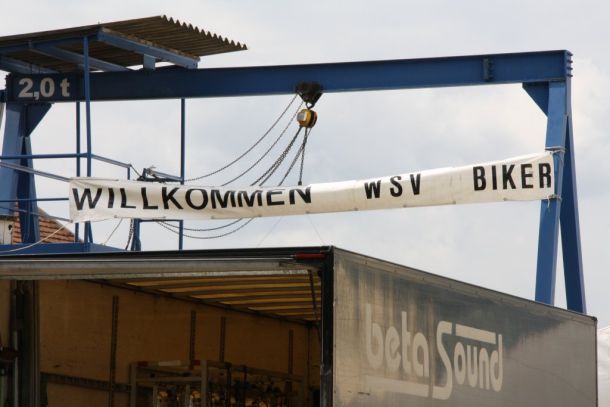 2,0 t
WILLKOMMEN WSV BIKER
beta Sound